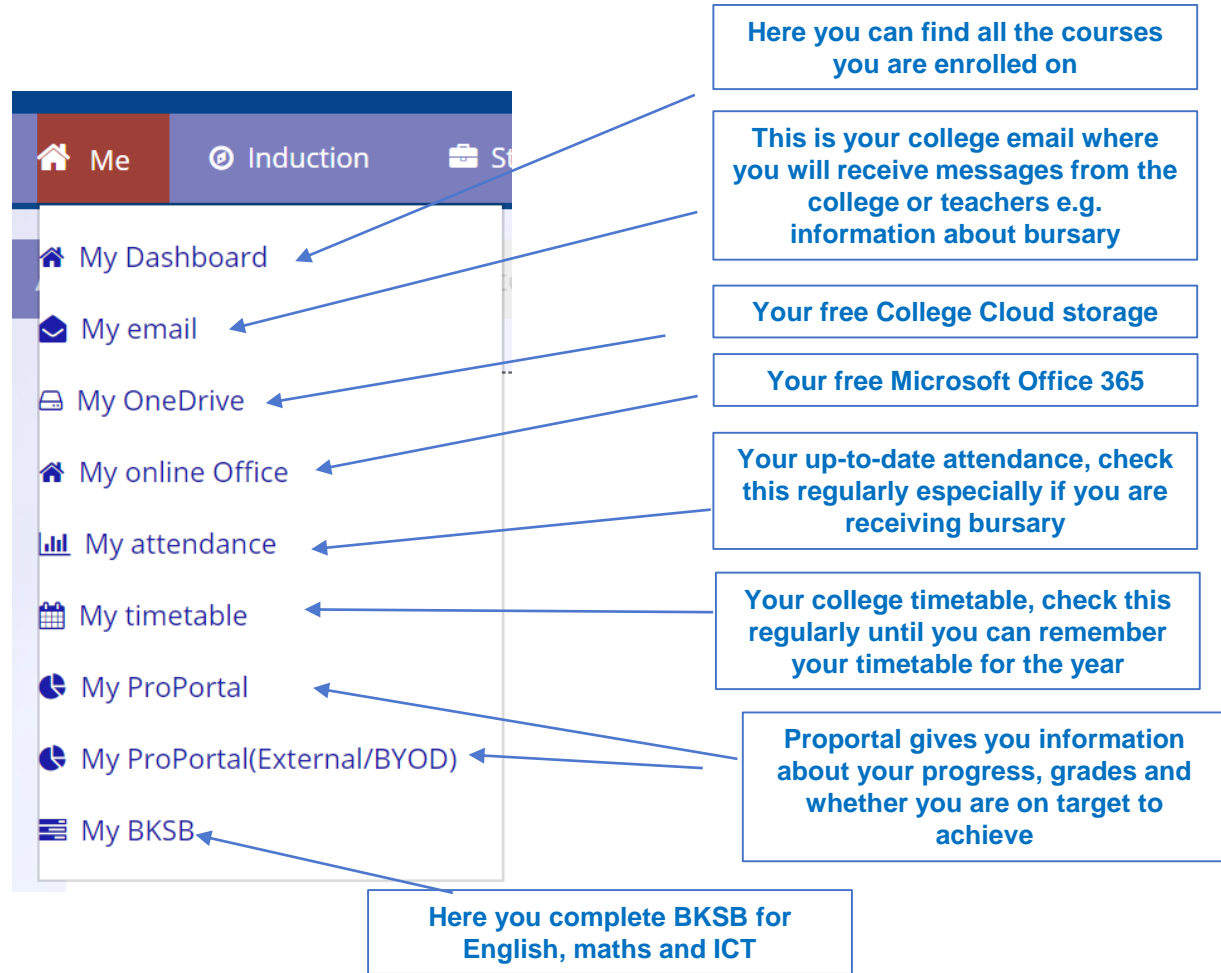 Here you can find all the courses
you are enrolled on
This is your college email where
you will receive messages from the
college or teachers e.g.
information about bursary
Me
Induction
St
My Dashboard
My email
Your free College Cloud storage
My OneDrive
Your free Microsoft Office 365
My online Office
Your up-to-date attendance, check
this regularly especially if you are
receiving bursary
My attendance
Your college timetable, check this
regularly until you can remember
your timetable for the year
My timetable
My ProPortal
My ProPortal(External/BYOD)
Proportal gives you information
about your progress, grades and
whether you are on target to
achieve
My BKSB
Here you complete BKSB for
English, maths and ICT